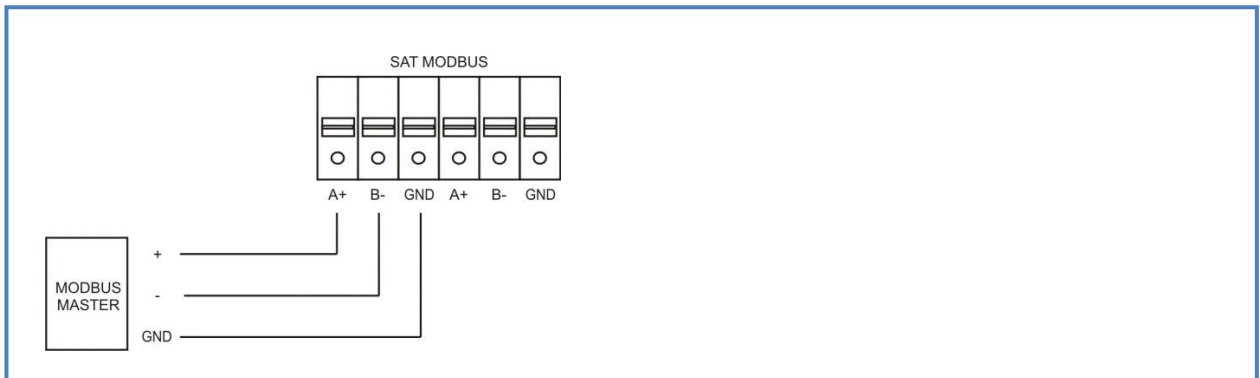 SAT MODBUS
A+ B- GND A+ B- GND
+
MODBUS
MASTER
-
GND